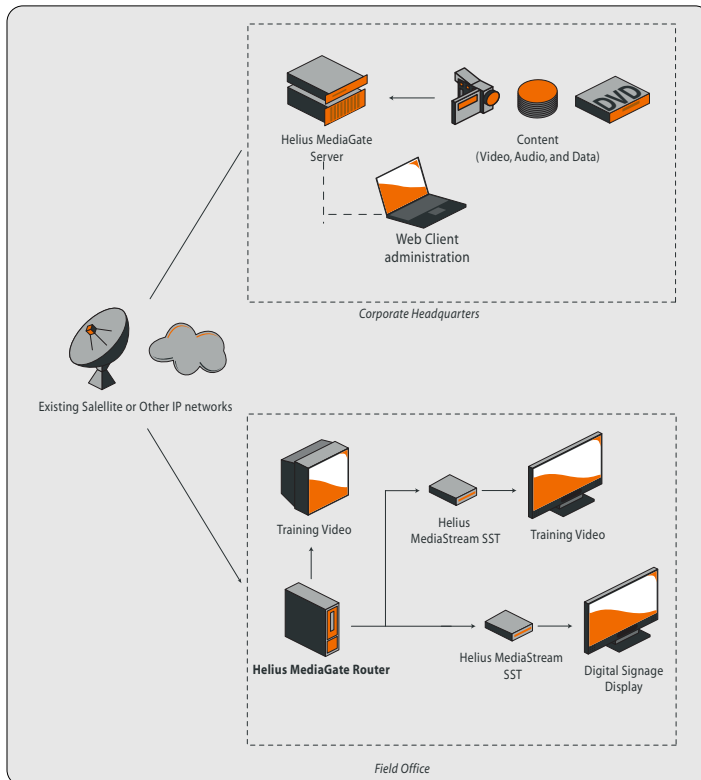 DVD
Helius MediaGate
Server
Content
(Video, Audio, and Data)
Web Client
administration
Corporate Headquarters
Existing Salellite or Other IP networks
Training Video
Helius
MediaStream SST
Training Video
Helius MediaGate Router
Helius MediaStream
SST
Digital Signage
Display
Field Office